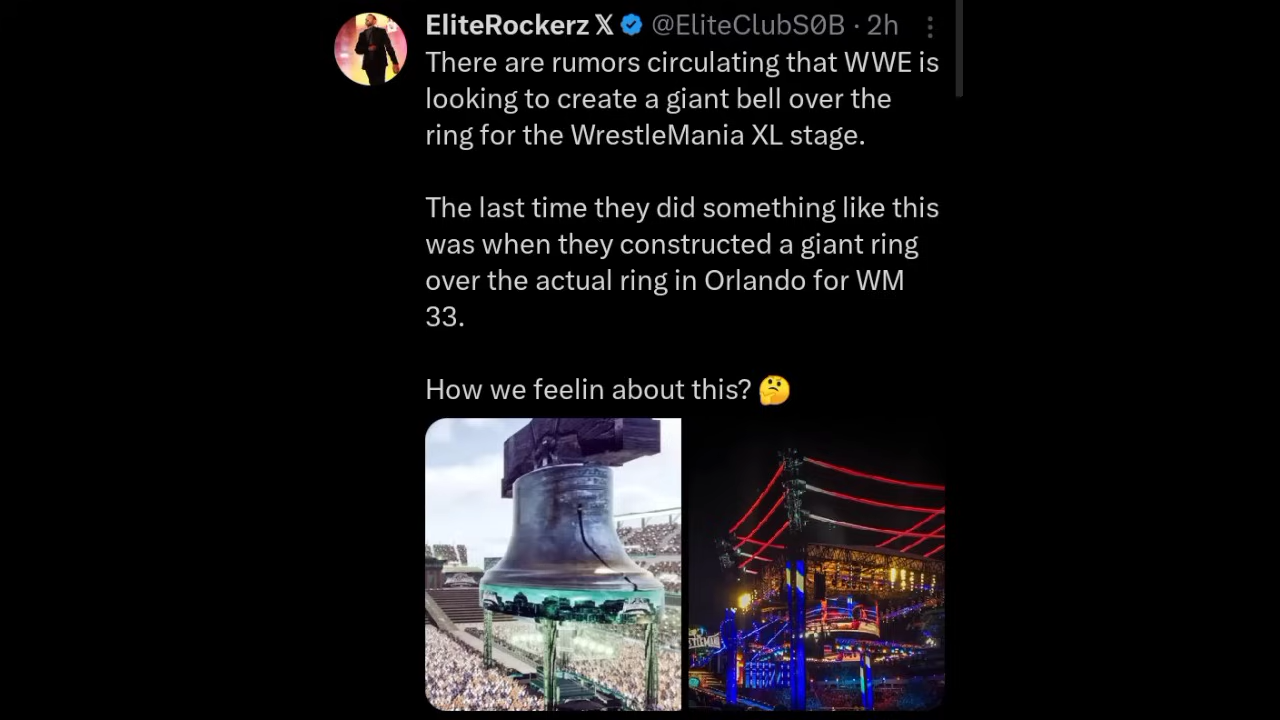 EliteRockerz 𝕏 @EliteClubS0B · 2h
There are rumors circulating that WWE is
looking to create a giant bell over the
ring for the WrestleMania XL stage.
The last time they did something like this
was when they constructed a giant ring
over the actual ring in Orlando for WM
33.
How we feelin about this? 🤔